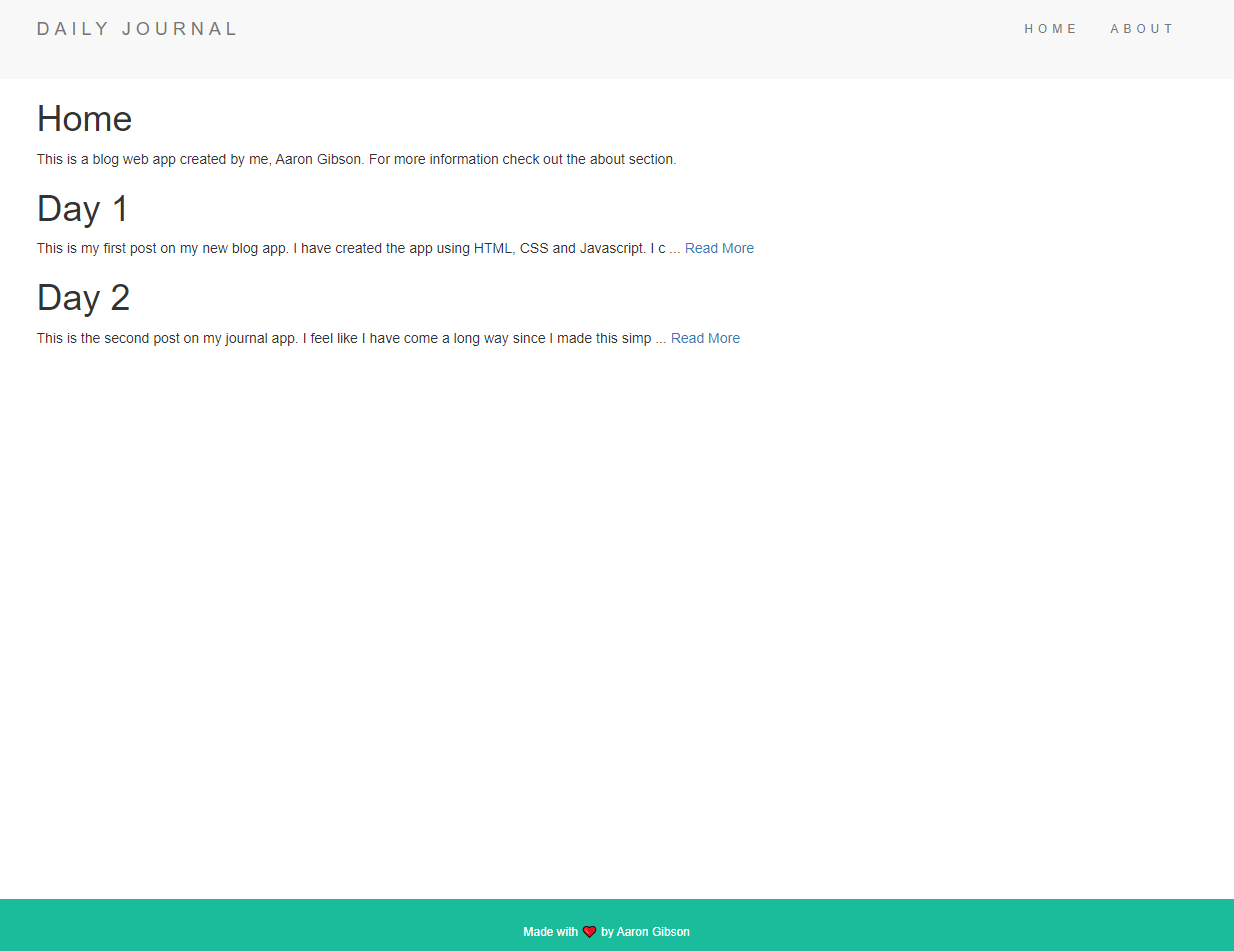 DAILY JOURNAL
HOME ABOUT
Home
This is a blog web app created by me, Aaron Gibson. For more information check out the about section.
Day 1
This is my first post on my new blog app. I have created the app using HTML, CSS and Javascript. I c ... Read More
Day 2
This is the second post on my journal app. I feel like I have come a long way since I made this simp ... Read More
Made with ❤ by Aaron Gibson